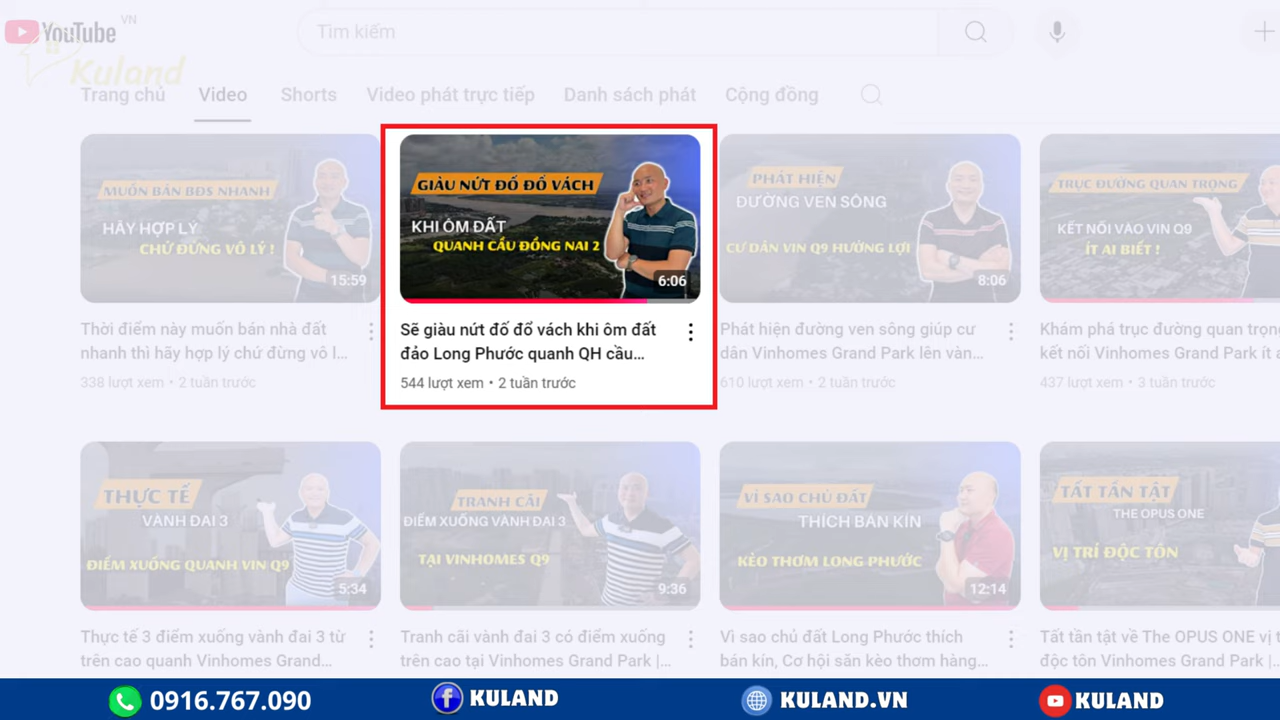 YouTube VN
Tìm kiếm
Kuland
Trang chủ Video Shorts Video phát trực tiếp Danh sách phát Cộng đồng
MUỐN BÁN BĐS NHANH
HÃY HỢP LÝ
CHỨ ĐỪNG VÔ LÝ !
15:59
Thời điểm này muốn bán nhà đất
nhanh thì hãy hợp lý chứ đừng vô l...
338 lượt xem • 2 tuần trước
GIÀU NỨT ĐỐ ĐỔ VÁCH
KHI ÔM ĐẤT
QUANH CẦU ĐỒNG NAI 2
6:06
Sẽ giàu nứt đố đổ vách khi ôm đất
đảo Long Phước quanh QH cầu...
544 lượt xem • 2 tuần trước
PHÁT HIỆN
ĐƯỜNG VEN SÔNG
CƯ DÂN VIN Q9 HƯỞNG LỢI
8:06
Phát hiện đường ven sông giúp cư
dân Vinhomes Grand Park lên vàn...
610 lượt xem • 2 tuần trước
TRỤC ĐƯỜNG QUAN TRỌNG
KẾT NỐI VÀO VIN Q9
ÍT AI BIẾT !
Khám phá trục đường quan trọn
kết nối Vinhomes Grand Park ít a
437 lượt xem • 3 tuần trước
THỰC TẾ
VÀNH ĐAI 3
ĐIỂM XUỐNG QUANH VIN Q9
5:34
Thực tế 3 điểm xuống vành đai 3 từ
trên cao quanh Vinhomes Grand...
TRANH CÃI
ĐIỂM XUỐNG VÀNH ĐAI 3
TẠI VINHOMES Q9
9:36
Tranh cãi vành đai 3 có điểm xuống
trên cao tại Vinhomes Grand Park |...
VÌ SAO CHỦ ĐẤT
THÍCH BÁN KÍN
KÈO THƠM LONG PHƯỚC
12:14
Vì sao chủ đất Long Phước thích
bán kín, Cơ hội săn kèo thơm hàng...
TẤT TẦN TẬT
THE OPUS ONE
VỊ TRÍ ĐỘC TÔN
Tất tần tật về The OPUS ONE vị t
độc tôn Vinhomes Grand Park |
0916.767.090 KULAND KULAND.VN KULAND